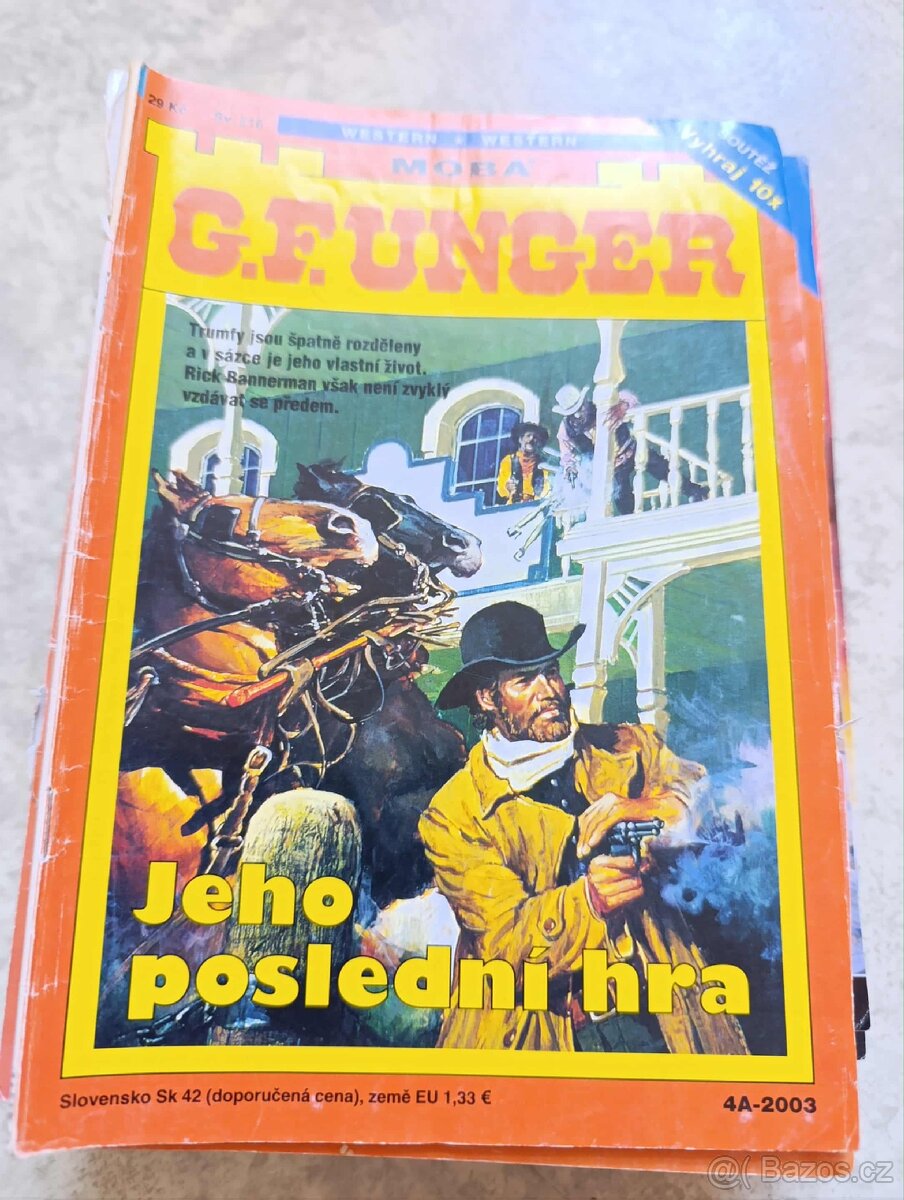 29 Kč
WESTERN ★ WESTERN
SOUTĚŽ
Vyhraj 10x
MOBA
G.F. UNGER
Trumfy jsou špatně rozděleny
a v sázce je jeho vlastní život.
Rick Bannerman však není zvyklý
vzdávat se předem.
Jeho
poslední hra
Slovensko Sk 42 (doporučená cena), země EU 1,33 €
4A-2003
@( Bazos.cz